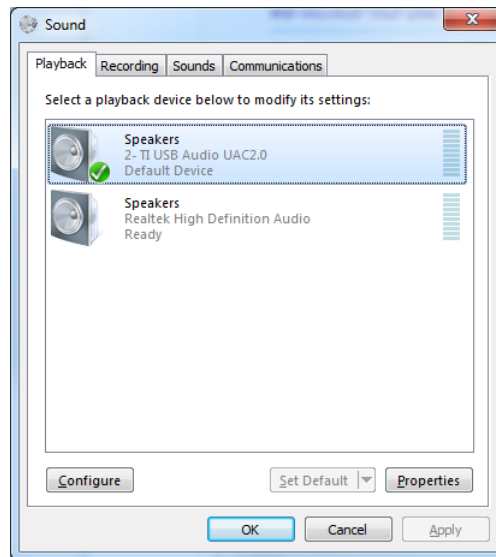 Sound
Playback Recording Sounds Communications
Select a playback device below to modify its settings:
Speakers
2- TI USB Audio UAC2.0
Default Device
Speakers
Realtek High Definition Audio
Ready
Configure Set Default Properties
OK Cancel Apply